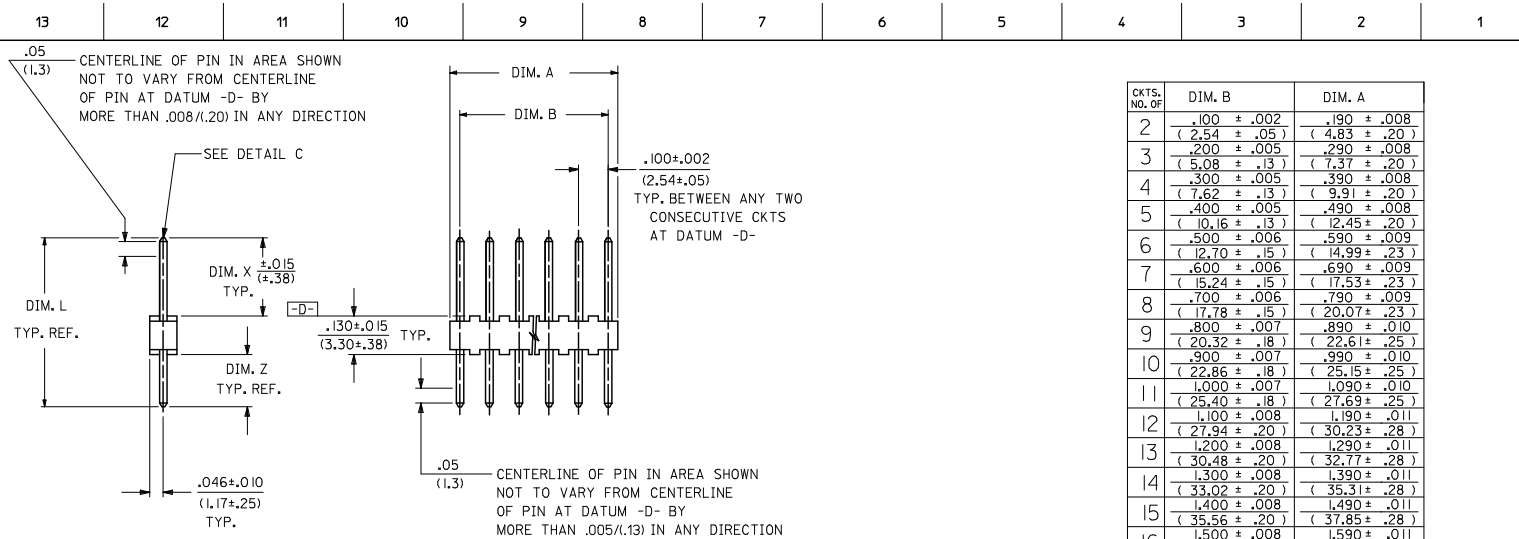 13 12 11 10 9 8 7 6 5 4 3 2 1
.05
(1.3)
CENTERLINE OF PIN IN AREA SHOWN
NOT TO VARY FROM CENTERLINE
OF PIN AT DATUM -D- BY
MORE THAN .008/(.20) IN ANY DIRECTION
SEE DETAIL C
DIM. A
DIM. B
.100±.002
(2.54±.05)
TYP. BETWEEN ANY TWO
CONSECUTIVE CKTS
AT DATUM -D-
DIM. X ±.015
(±.38)
TYP.
DIM. L
TYP. REF.
-D-
.130±.015
(3.30±.38)
TYP.
DIM. Z
TYP. REF.
.046±.010
(1.17±.25)
TYP.
.05
(1.3)
CENTERLINE OF PIN IN AREA SHOWN
NOT TO VARY FROM CENTERLINE
OF PIN AT DATUM -D- BY
MORE THAN .005/(.13) IN ANY DIRECTION
CKTS.
NO. OF
DIM. B DIM. A
2 .100 ± .002 .190 ± .008
( 2.54 ± .05 ) ( 4.83 ± .20 )
3 .200 ± .005 .290 ± .008
( 5.08 ± .13 ) ( 7.37 ± .20 )
4 .300 ± .005 .390 ± .008
( 7.62 ± .13 ) ( 9.91 ± .20 )
5 .400 ± .005 .490 ± .008
( 10.16 ± .13 ) ( 12.45 ± .20 )
6 .500 ± .006 .590 ± .009
( 12.70 ± .15 ) ( 14.99 ± .23 )
7 .600 ± .006 .690 ± .009
( 15.24 ± .15 ) ( 17.53 ± .23 )
8 .700 ± .006 .790 ± .009
( 17.78 ± .15 ) ( 20.07 ± .23 )
9 .800 ± .007 .890 ± .010
( 20.32 ± .18 ) ( 22.61 ± .25 )
10 .900 ± .007 .990 ± .010
( 22.86 ± .18 ) ( 25.15 ± .25 )
11 1.000 ± .007 1.090 ± .010
( 25.40 ± .18 ) ( 27.69 ± .25 )
12 1.100 ± .008 1.190 ± .011
( 27.94 ± .20 ) ( 30.23 ± .28 )
13 1.200 ± .008 1.290 ± .011
( 30.48 ± .20 ) ( 32.77 ± .28 )
14 1.300 ± .008 1.390 ± .011
( 33.02 ± .20 ) ( 35.31 ± .28 )
15 1.400 ± .008 1.490 ± .011
( 35.56 ± .20 ) ( 37.85 ± .28 )
16 1.500 ± .008 1.590 ± .011